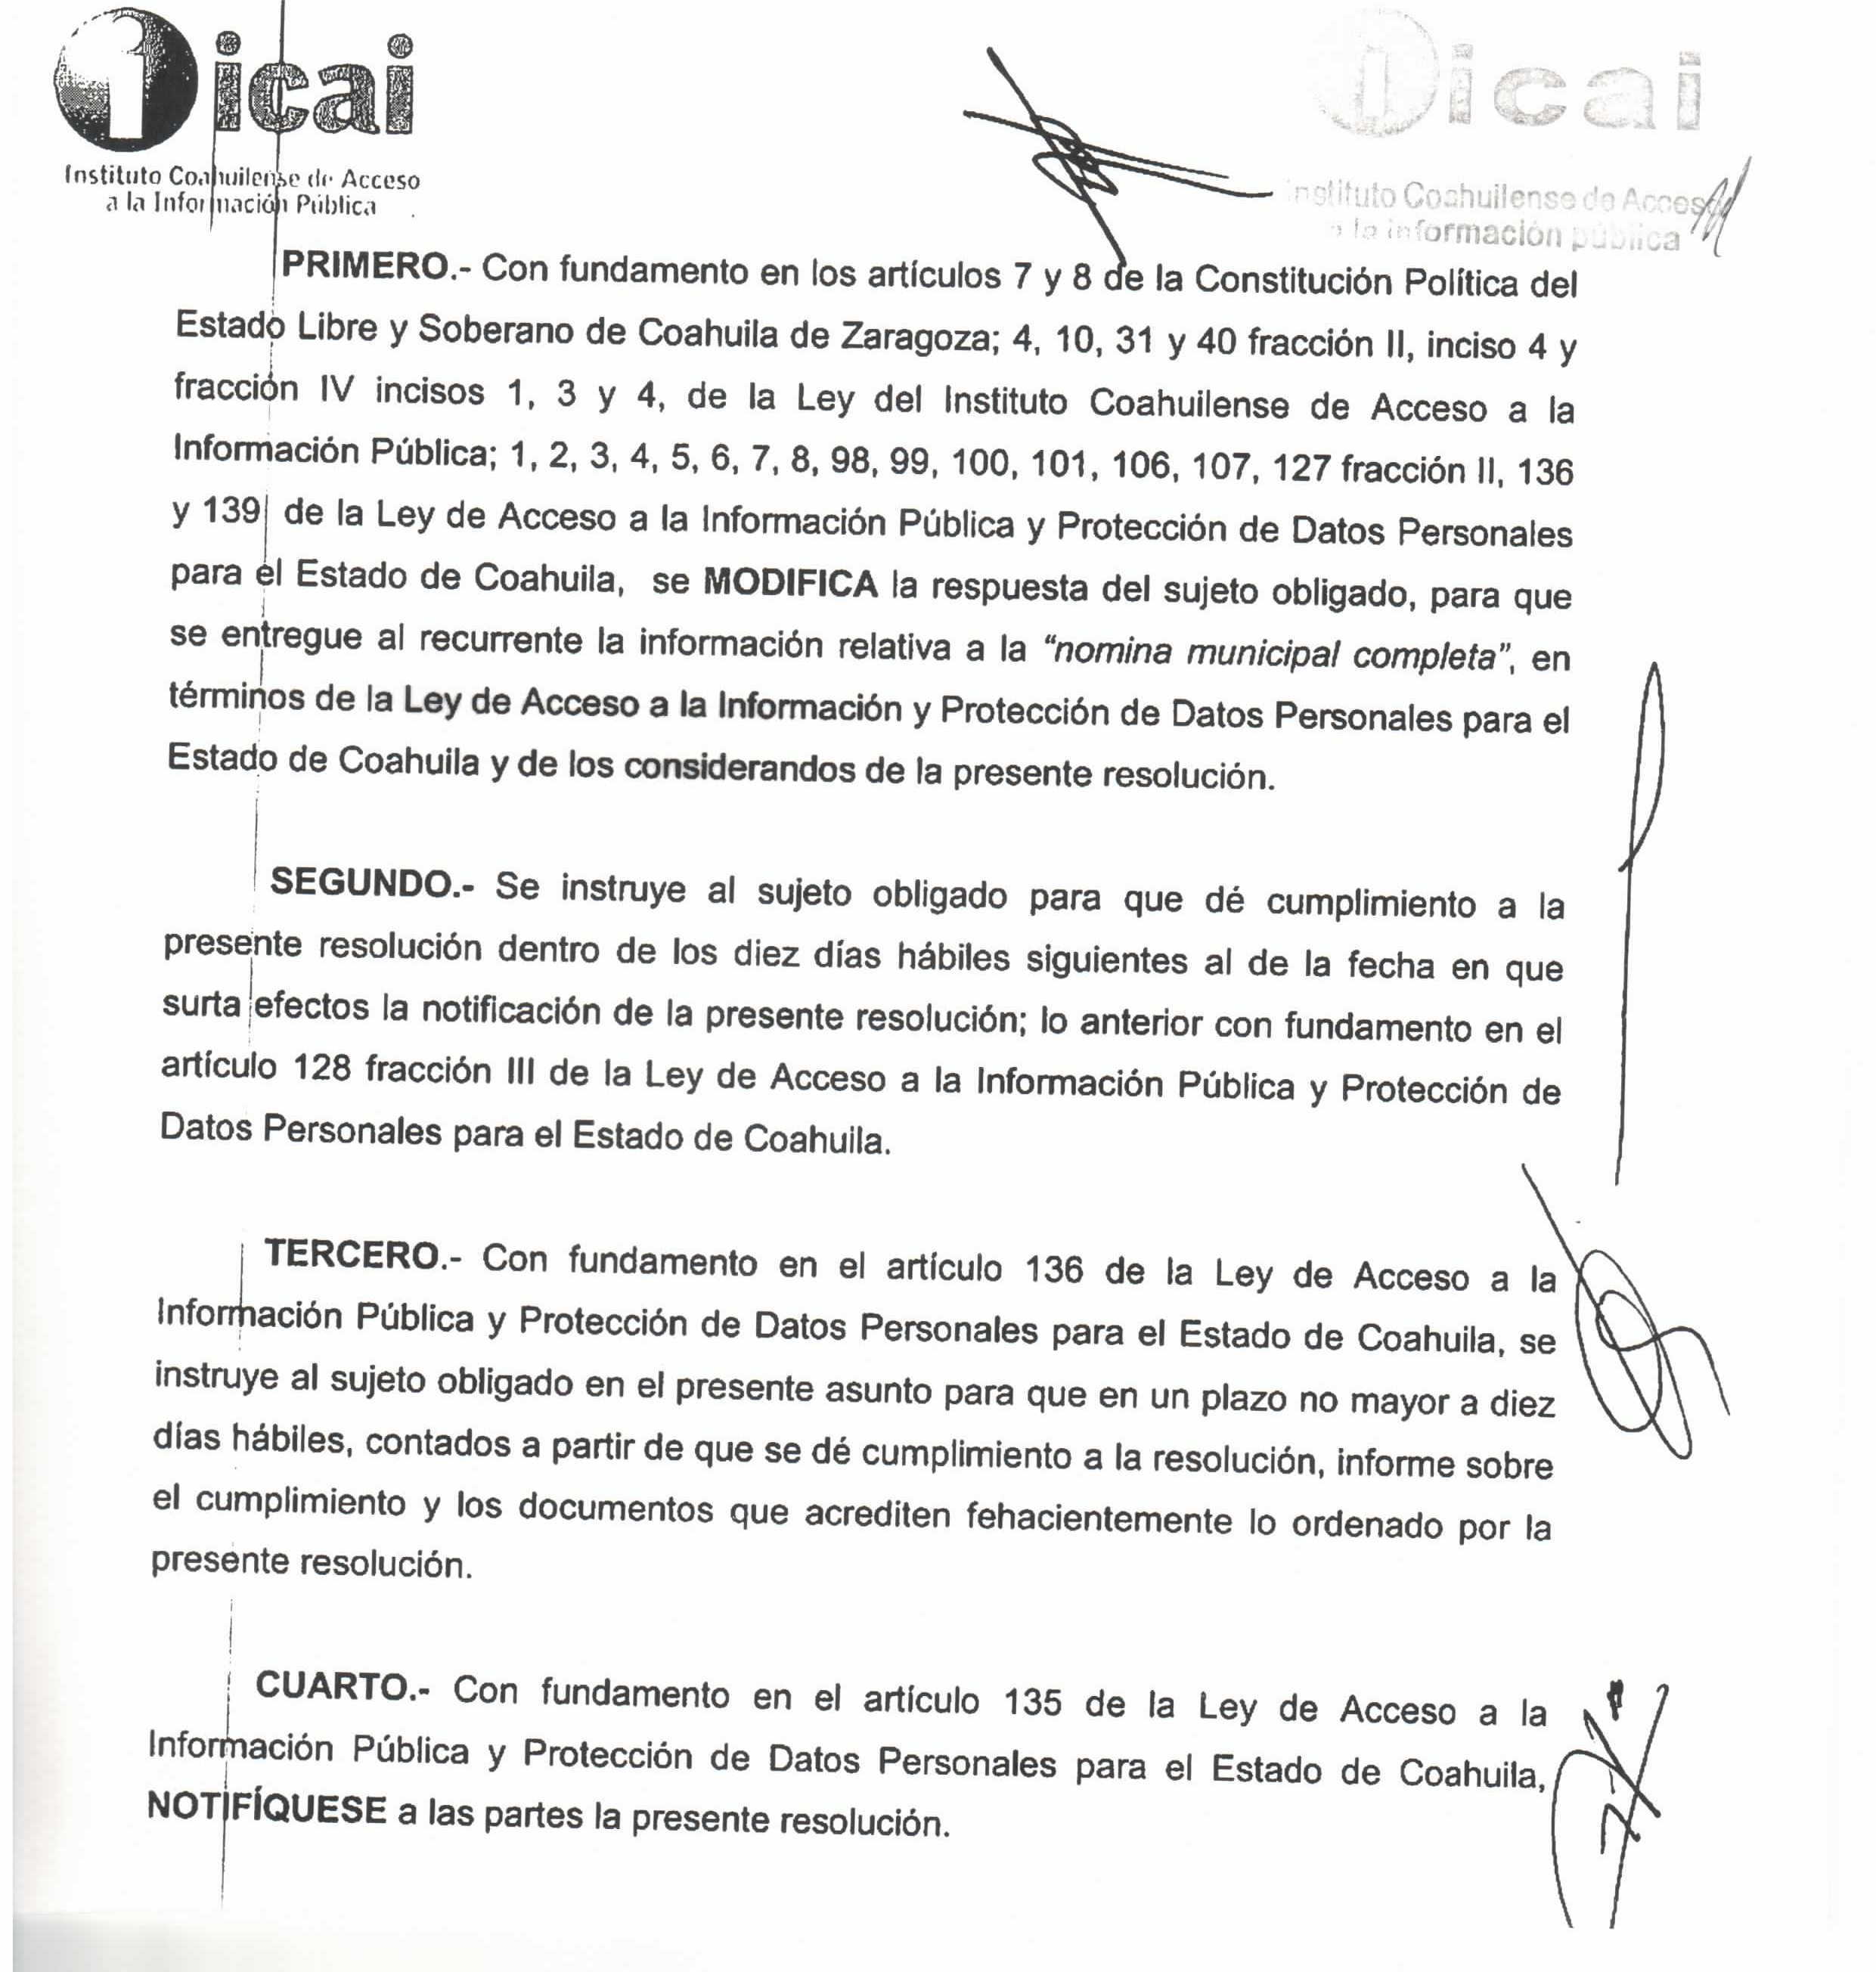 icai
Instituto Coahuilense de Acceso
a la Información Pública
icai
Instituto Coahuilense de Acceso
a la información pública
PRIMERO.- Con fundamento en los artículos 7 y 8 de la Constitución Política del
Estado Libre y Soberano de Coahuila de Zaragoza; 4, 10, 31 y 40 fracción II, inciso 4 y
fracción IV incisos 1, 3 y 4, de la Ley del Instituto Coahuilense de Acceso a la
Información Pública; 1, 2, 3, 4, 5, 6, 7, 8, 98, 99, 100, 101, 106, 107, 127 fracción II, 136
y 139 de la Ley de Acceso a la Información Pública y Protección de Datos Personales
para el Estado de Coahuila, se MODIFICA la respuesta del sujeto obligado, para que
se entregue al recurrente la información relativa a la “nomina municipal completa”, en
términos de la Ley de Acceso a la Información y Protección de Datos Personales para el
Estado de Coahuila y de los considerandos de la presente resolución.
SEGUNDO.- Se instruye al sujeto obligado para que dé cumplimiento a la
presente resolución dentro de los diez días hábiles siguientes al de la fecha en que
surta efectos la notificación de la presente resolución; lo anterior con fundamento en el
artículo 128 fracción III de la Ley de Acceso a la Información Pública y Protección de
Datos Personales para el Estado de Coahuila.
TERCERO.- Con fundamento en el artículo 136 de la Ley de Acceso a la
Información Pública y Protección de Datos Personales para el Estado de Coahuila, se
instruye al sujeto obligado en el presente asunto para que en un plazo no mayor a diez
días hábiles, contados a partir de que se dé cumplimiento a la resolución, informe sobre
el cumplimiento y los documentos que acrediten fehacientemente lo ordenado por la
presente resolución.
CUARTO.- Con fundamento en el artículo 135 de la Ley de Acceso a la
Información Pública y Protección de Datos Personales para el Estado de Coahuila,
NOTIFÍQUESE a las partes la presente resolución.